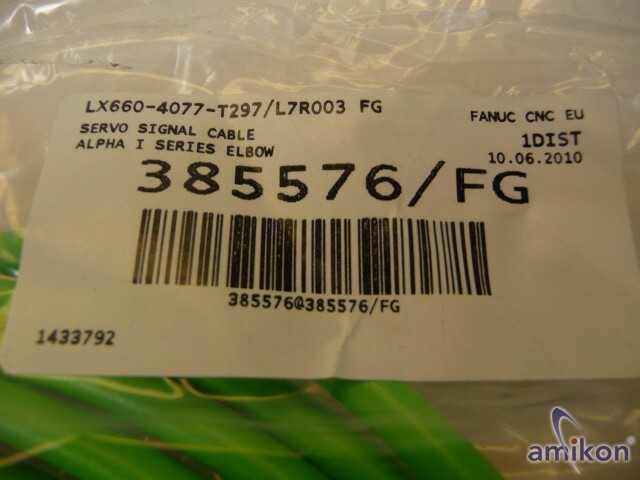 LX660-4077-T297/L7R003 FG
FANUC CNC EU
SERVO SIGNAL CABLE
1DIST
ALPHA I SERIES ELBOW
10.06.2010
385576/FG
385576@385576/FG
1433792
amikon